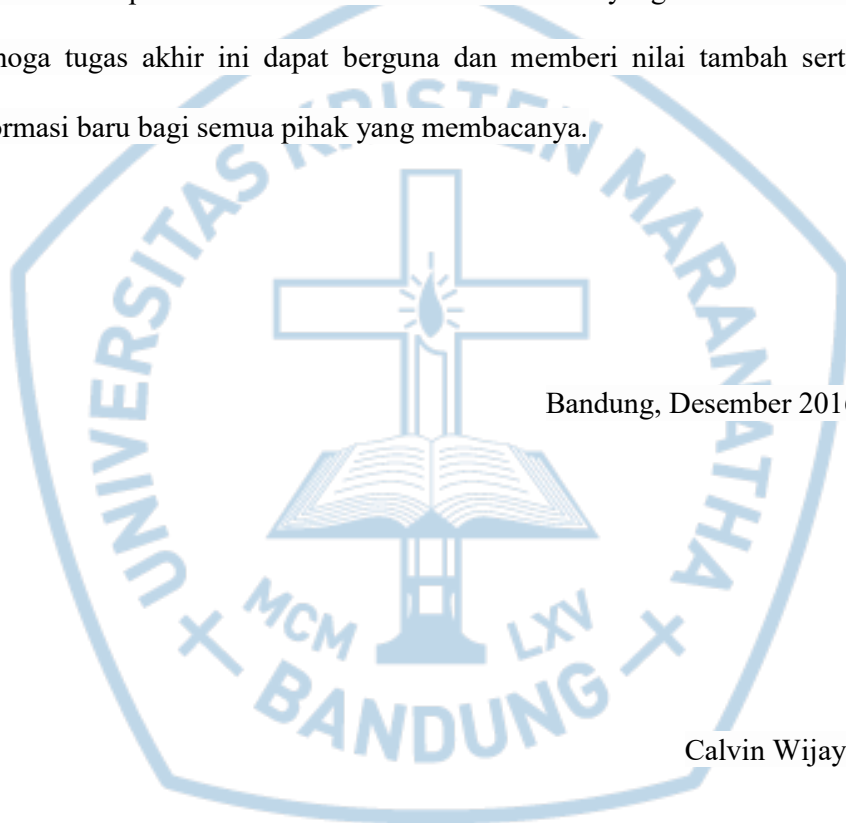 noga tugas akhir ini dapat berguna dan memberi nilai tambah sert
ormasi baru bagi semua pihak yang membacanya.
UNIVERSITAS KRISTEN MARANATHA
Bandung, Desember 201
MCM LXV
BANDUNG
Calvin Wijay